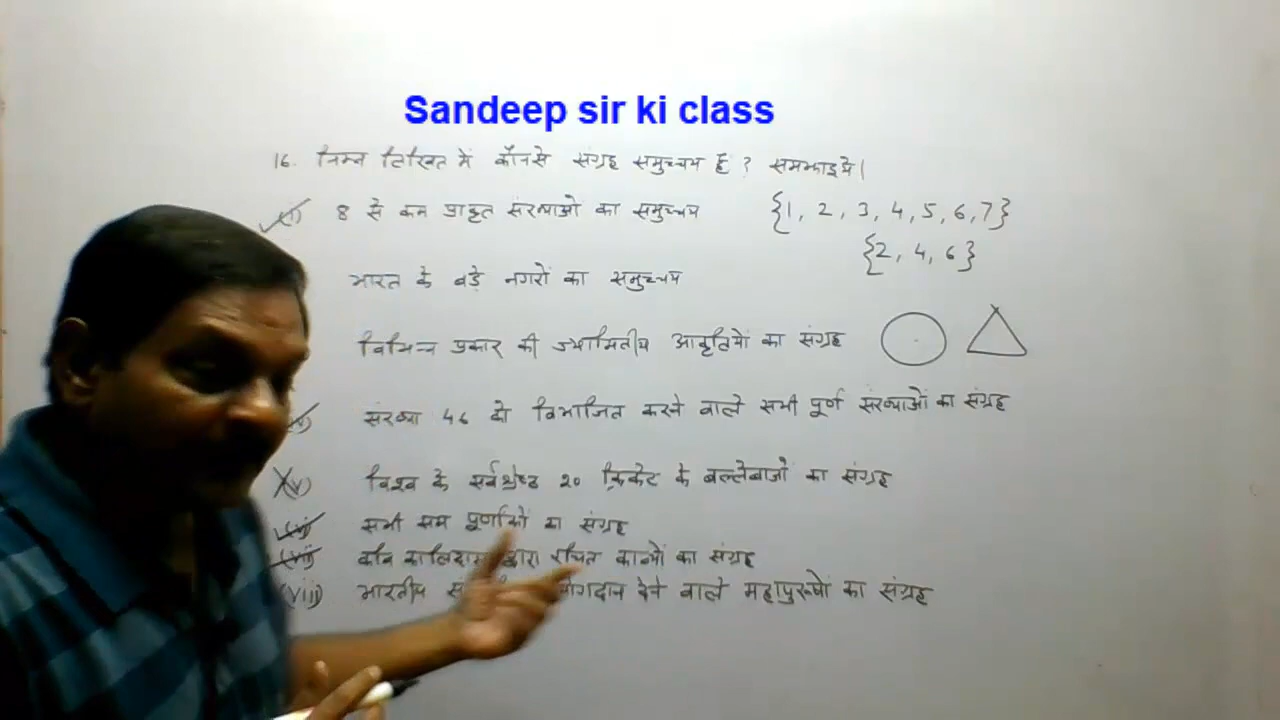 Sandeep sir ki class
16. निम्न लिखित में कौनसे संग्रह समुच्चय हैं ? समझाइये।
(i) 8 से कम प्राकृत संख्याओं का समुच्चय {1, 2, 3, 4, 5, 6, 7}
{2, 4, 6}
भारत के बड़े नगरों का समुच्चय
विभिन्न प्रकार की ज्यामितीय आकृतियों का संग्रह
संख्या 46 को विभाजित करने वाले सभी पूर्ण संख्याओं का संग्रह
(v) विश्व के सर्वश्रेष्ठ 20 क्रिकेट के बल्लेबाजों का संग्रह
(vi) सभी सम पूर्णांकों का संग्रह
(vii) कवि कालिदास द्वारा रचित काव्यों का संग्रह
(viii) भारतीय योगदान देने वाले महापुरुषों का संग्रह